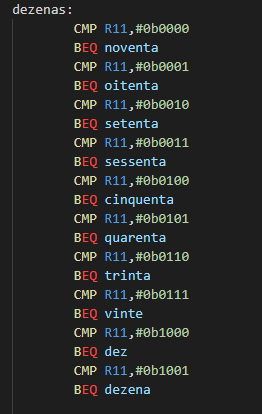 dezenas:
CMP R11,#0b0000
BEQ noventa
CMP R11,#0b0001
BEQ oitenta
CMP R11,#0b0010
BEQ setenta
CMP R11,#0b0011
BEQ sessenta
CMP R11,#0b0100
BEQ cinquenta
CMP R11,#0b0101
BEQ quarenta
CMP R11,#0b0110
BEQ trinta
CMP R11,#0b0111
BEQ vinte
CMP R11,#0b1000
BEQ dez
CMP R11,#0b1001
BEQ dezena